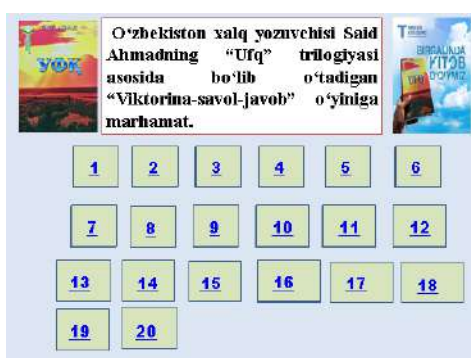 УФҚ
O‘zbekiston xalq yozuvchisi Said
Ahmadning “Ufq” trilogiyasi
asosida bo‘lib o‘tadigan
“Viktorina-savol-javob” o‘yiniga
marhamat.
BIRGALIKDA
KITOB
O‘QIYMIZ
1 2 3 4 5 6
7 8 9 10 11 12
13 14 15 16 17 18
19 20